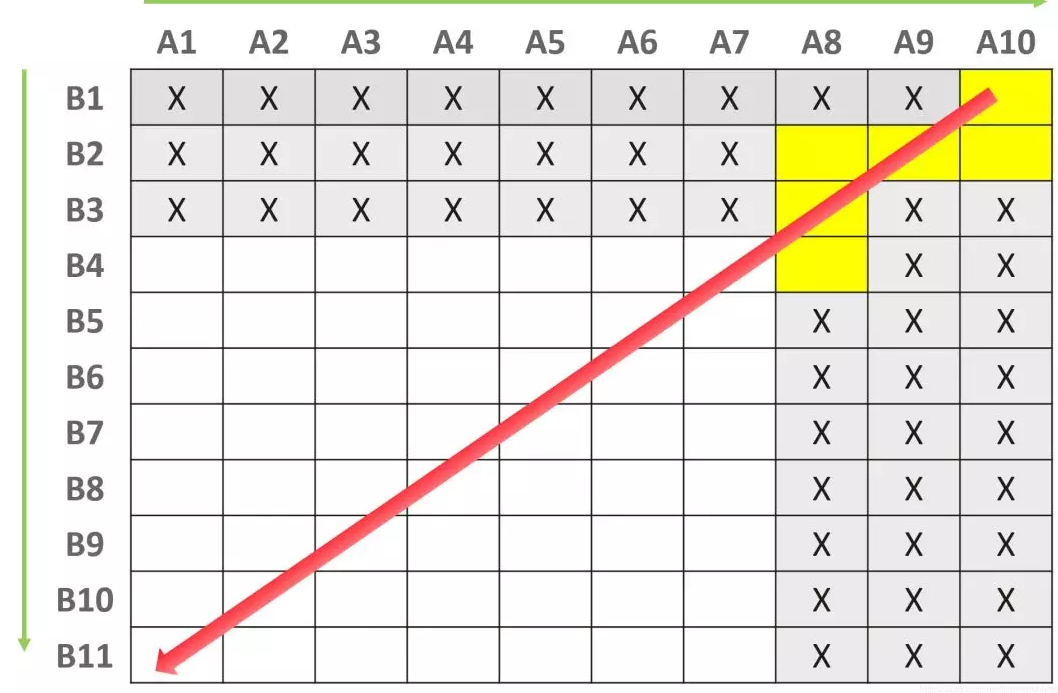 A1 A2 A3 A4 A5 A6 A7 A8 A9 A10
B1 X X X X X X X X X
B2 X X X X X X X
B3 X X X X X X X X X
B4 X X
B5 X X X
B6 X X X
B7 X X X
B8 X X X
B9 X X X
B10 X X X
B11 X X X